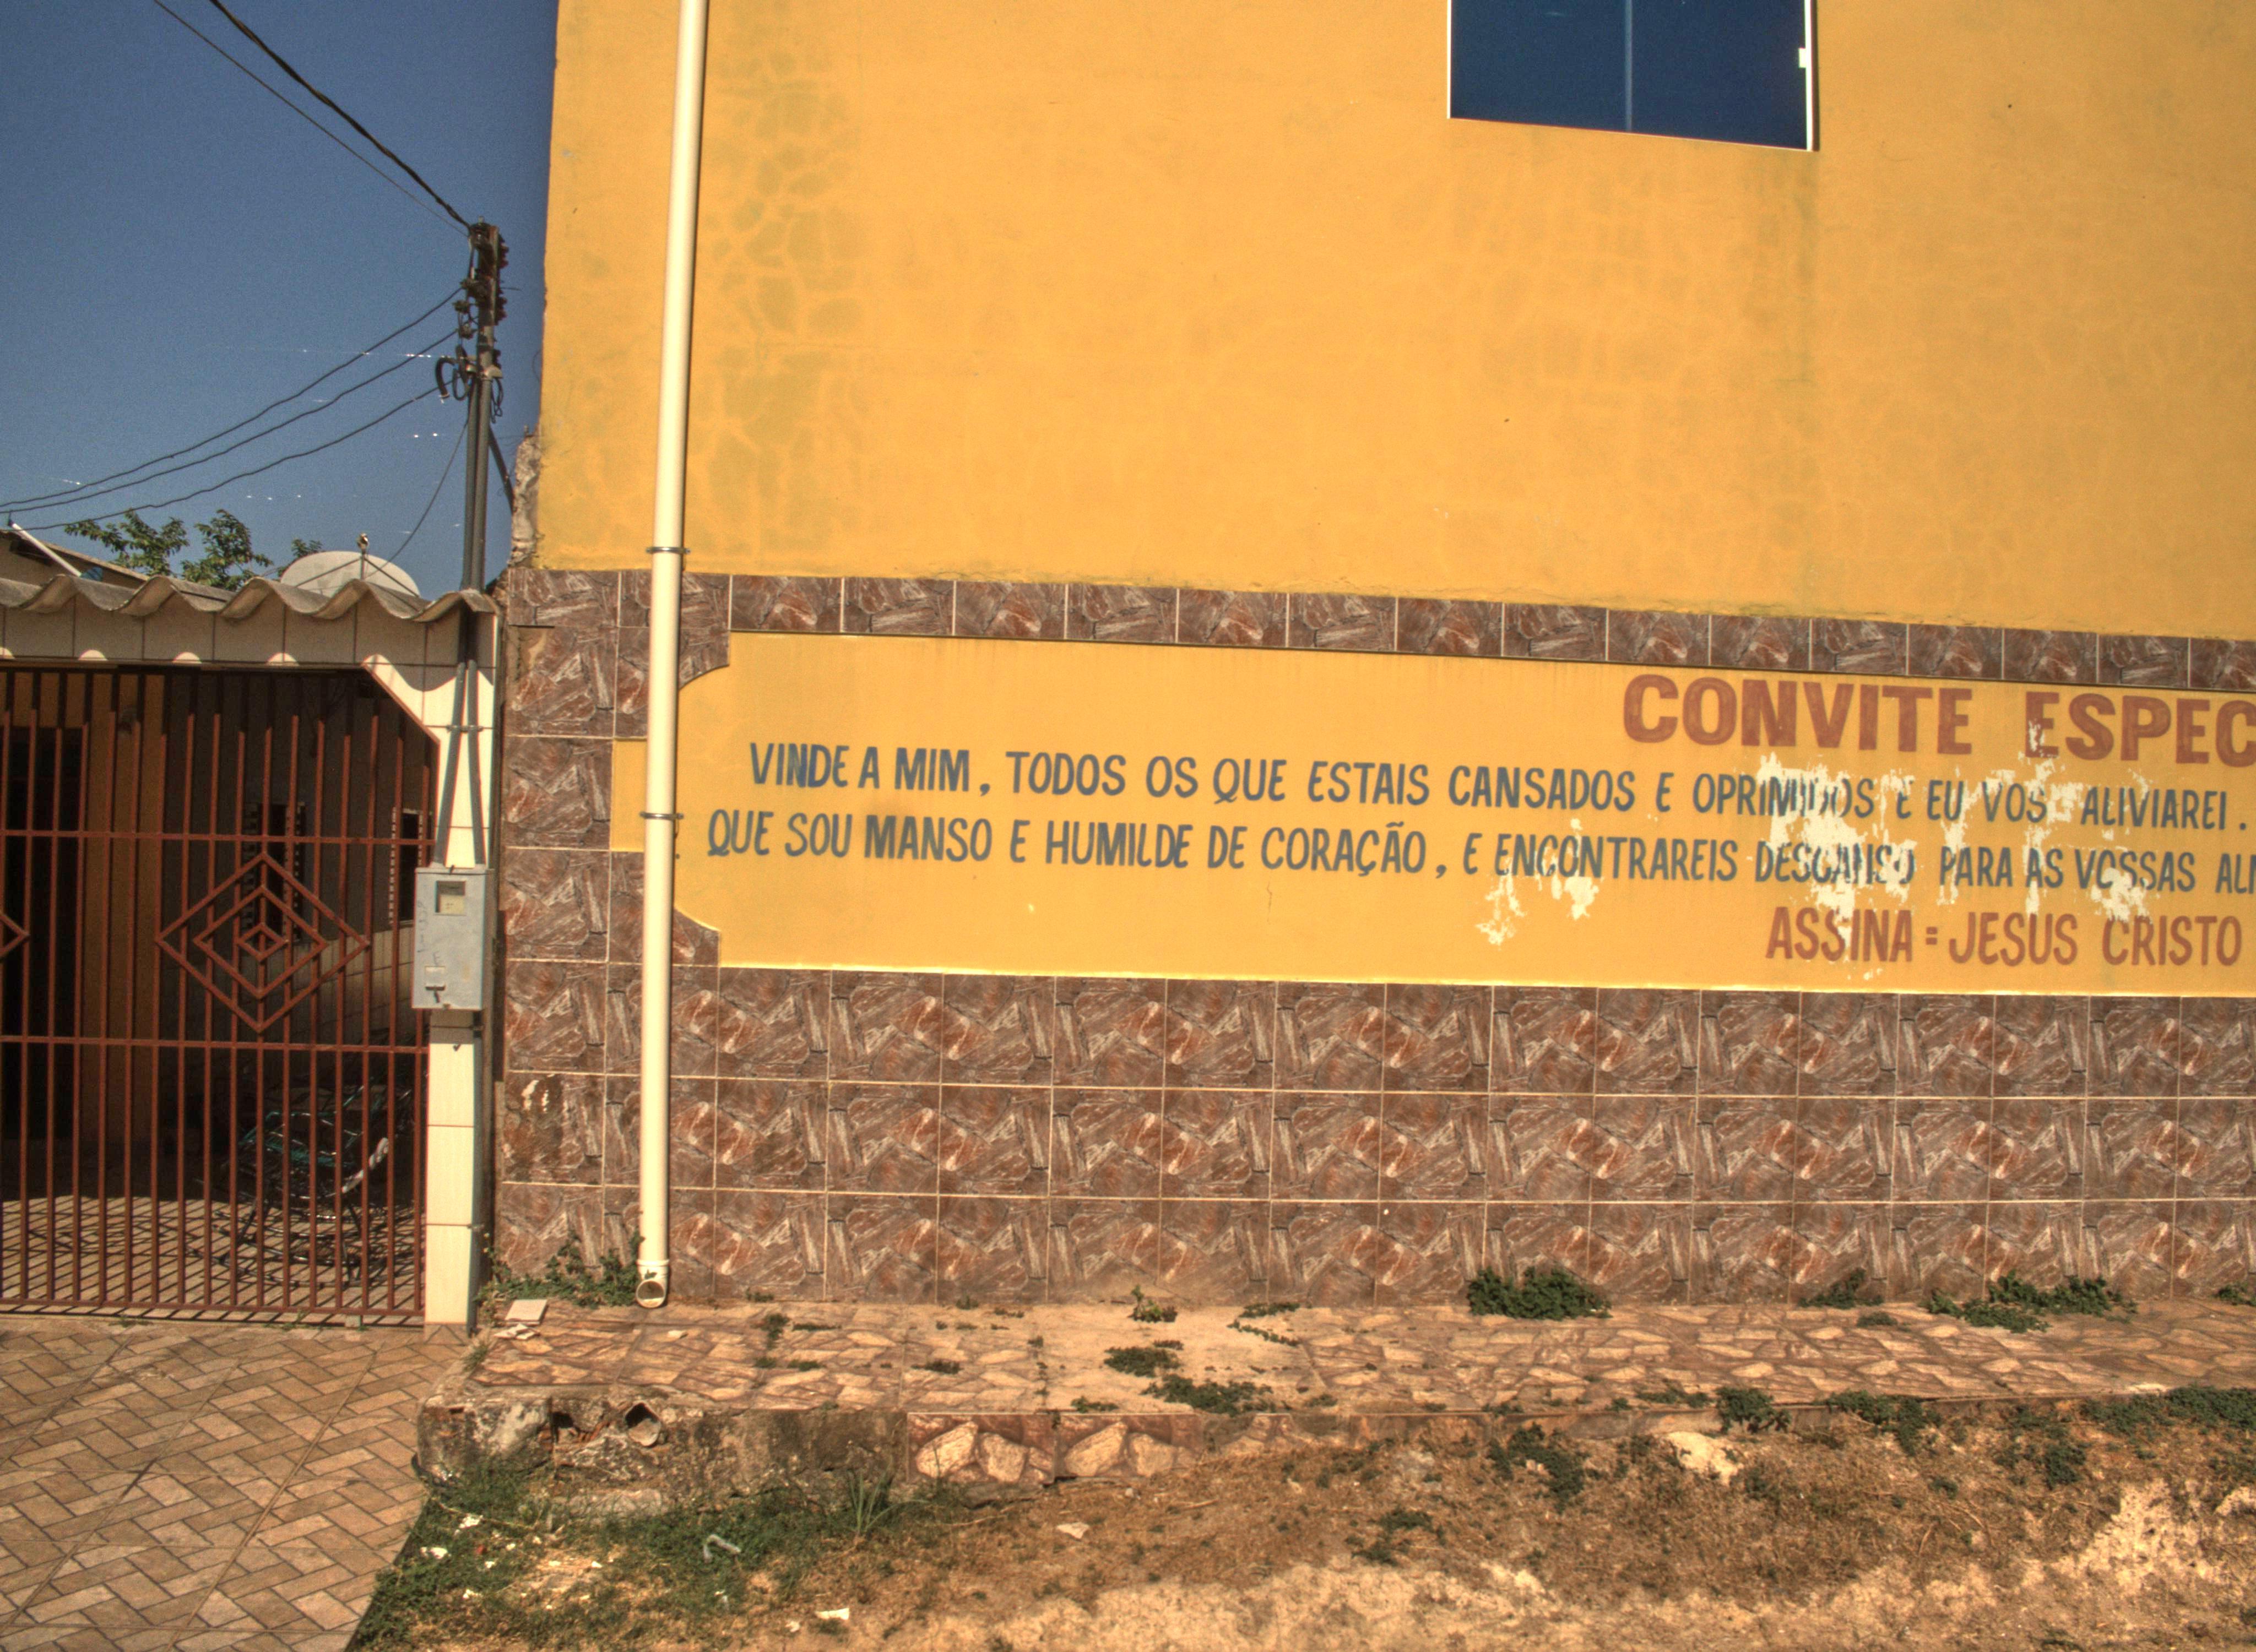 CONVITE ESPEC
VINDE A MIM, TODOS OS QUE ESTAIS CANSADOS E OPRIMIDOS E EU VOS ALIVIAREI.
QUE SOU MANSO E HUMILDE DE CORAÇÃO, E ENCONTRAREIS DESCANSO PARA AS VOSSAS AL
ASSINA = JESUS CRISTO